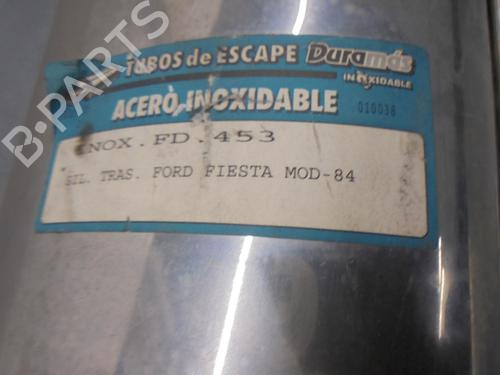 TUBOS de ESCAPE Duramás
INOXIDABLE
ACERO INOXIDABLE 010038
INOX.FD.453
SIL. TRAS. FORD FIESTA MOD-84
B-PARTS